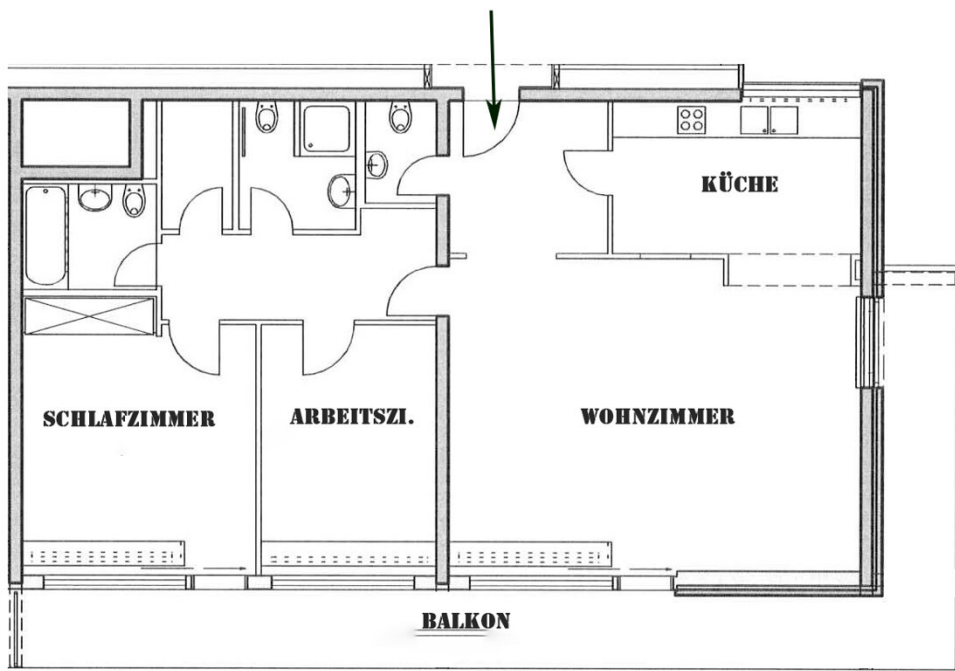 KÜCHE
SCHLAFZIMMER
ARBEITSZI.
WOHNZIMMER
BALKON